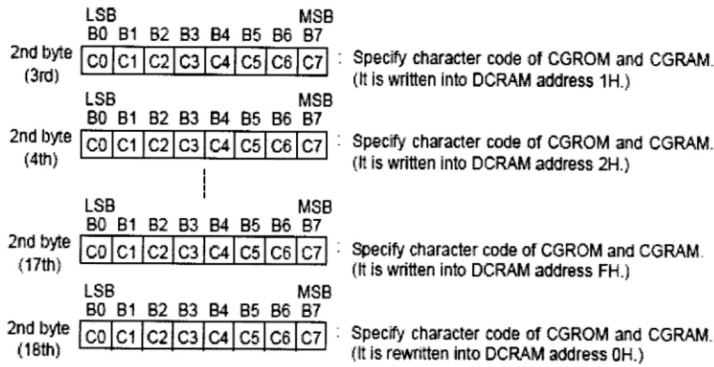 LSB MSB
B0 B1 B2 B3 B4 B5 B6 B7
2nd byte C0 C1 C2 C3 C4 C5 C6 C7 : Specify character code of CGROM and CGRAM.
(3rd) (It is written into DCRAM address 1H.)
LSB MSB
B0 B1 B2 B3 B4 B5 B6 B7
2nd byte C0 C1 C2 C3 C4 C5 C6 C7 : Specify character code of CGROM and CGRAM.
(4th) (It is written into DCRAM address 2H.)
LSB MSB
B0 B1 B2 B3 B4 B5 B6 B7
2nd byte C0 C1 C2 C3 C4 C5 C6 C7 : Specify character code of CGROM and CGRAM.
(17th) (It is written into DCRAM address FH.)
LSB MSB
B0 B1 B2 B3 B4 B5 B6 B7
2nd byte C0 C1 C2 C3 C4 C5 C6 C7 : Specify character code of CGROM and CGRAM.
(18th) (It is rewritten into DCRAM address 0H.)